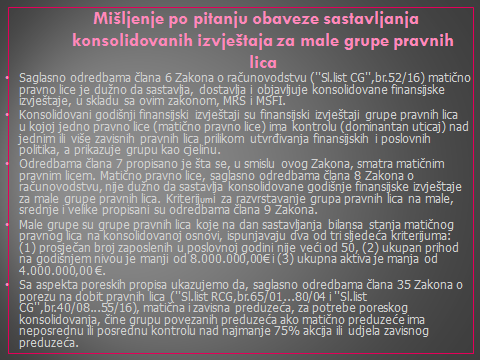 Mišljenje po pitanju obaveze sastavljanja
konsolidovanih izvještaja za male grupe pravnih
lica
• Saglasno odredbama člana 6 Zakona o računovodstvu ("Sl.list CG",br.52/16) matično
pravno lice je dužno da sastavlja, dostavlja i objavljuje konsolidovane finansijske
izvještaje, u skladu sa ovim zakonom, MRS i MSFI.
• Konsolidovani godišnji finansijski izvještaji su finansijski izvještaji grupe pravnih lica
u kojoj jedno pravno lice (matično pravno lice) ima kontrolu (dominantan uticaj) nad
jednim ili više zavisnih pravnih lica prilikom utvrđivanja finansijskih i poslovnih
politika, a prikazuje grupu kao cjelinu.
• Odredbama člana 7 propisano je šta se, u smislu ovog Zakona, smatra matičnim
pravnim licem. Matično pravno lice, saglasno odredbama člana 8 Zakona o
računovodstvu, nije dužno da sastavlja konsolidovane godišnje finansijske izvještaje
za male grupe pravnih lica. Kriterijumi za razvrstavanje grupa pravnih lica na male,
srednje i velike propisani su odredbama člana 9 Zakona.
• Male grupe su grupe pravnih lica koje na dan sastavljanja bilansa stanja matičnog
pravnog lica na konsolidovanoj osnovi, ispunjavaju dva od tri sljedeća kriterijuma:
(1) prosječan broj zaposlenih u poslovnoj godini nije veći od 50, (2) ukupan prihod
na godišnjem nivou je manji od 8.000.000,00€ i (3) ukupna aktiva je manja od
4.000.000,00€.
• Sa aspekta poreskih propisa ukazujemo da, saglasno odredbama člana 35 Zakona o
porezu na dobit pravnih lica ("Sl.list RCG,br.65/01...80/04 i "Sl.list
CG",br.40/08...55/16), matična i zavisna preduzeća, za potrebe poreskog
konsolidovanja, čine grupu povezanih preduzeća ako matično preduzeće ima
neposrednu ili posrednu kontrolu nad najmanje 75% akcija ili udjela zavisnog
preduzeća.